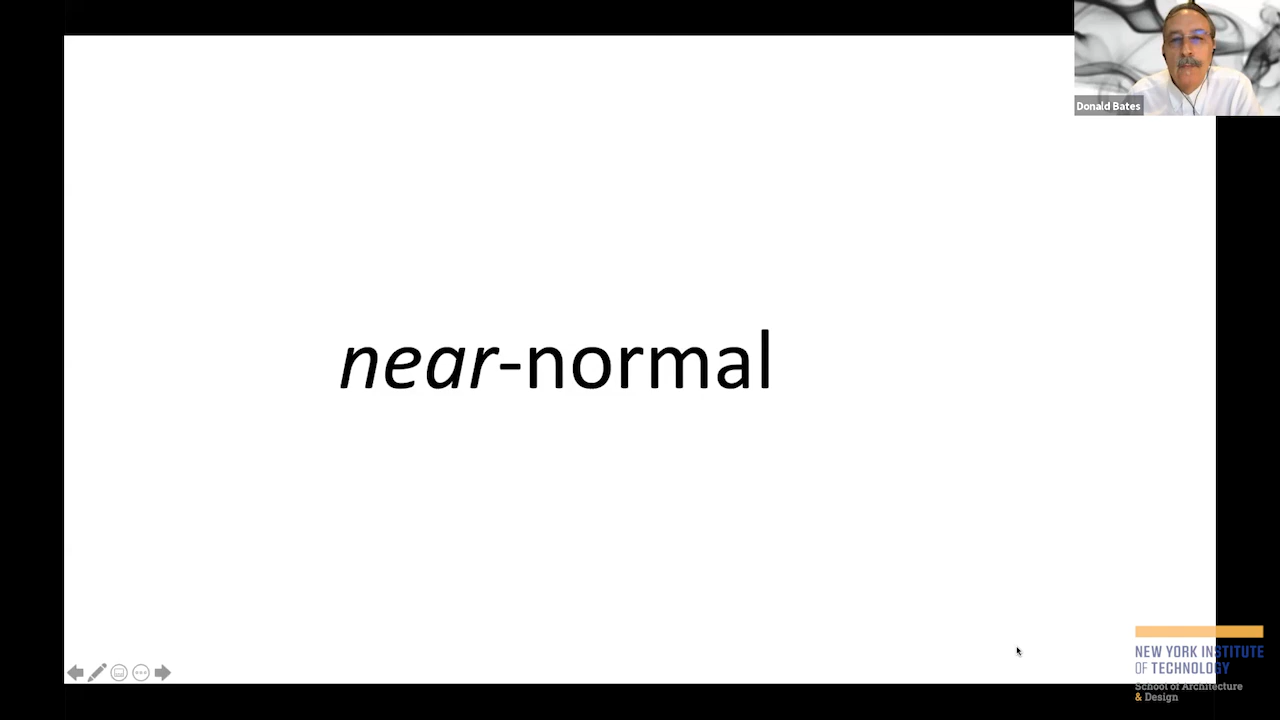 Donald Bates
near-normal
NEW YORK INSTITUTE
OF TECHNOLOGY
School of Architecture
& Design